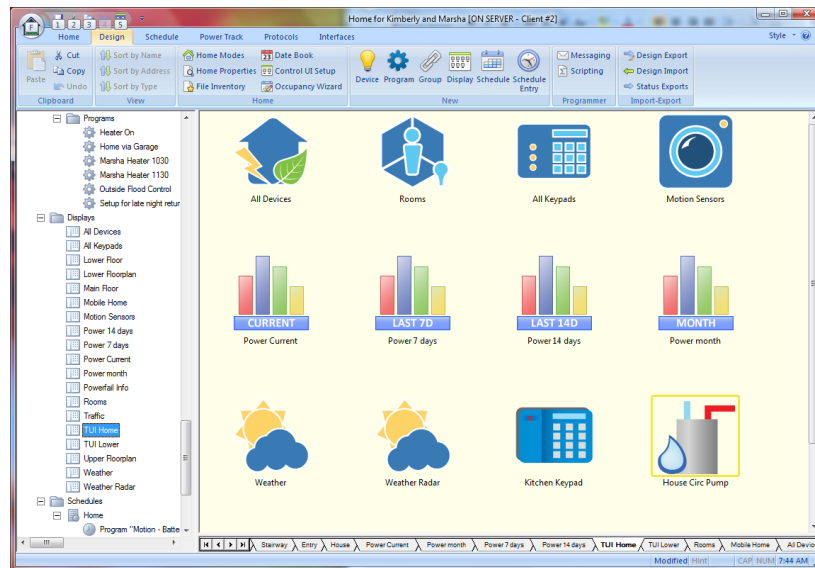 Home for Kimberly and Marsha [ON SERVER - Client #2]
F 1 2 3 4 5
Home Design Schedule Power Track Protocols Interfaces Style
Paste Cut Copy Undo
Clipboard
Sort by Name
Sort by Address
Sort by Type
View
Home Modes Date Book
Home Properties Control UI Setup
File Inventory Occupancy Wizard
Home
Device Program Group Display Schedule Schedule Entry
New
Messaging
Scripting
Programmer
Design Export
Design Import
Status Exports
Import-Export
Programs
Heater On
Home via Garage
Marsha Heater 1030
Marsha Heater 1130
Outside Flood Control
Setup for late night retur
Displays
All Devices
All Keypads
Lower Floor
Lower Floorplan
Main Floor
Mobile Home
Motion Sensors
Power 14 days
Power 7 days
Power Current
Power month
Powerfail Info
Rooms
Traffic
TUI Home
TUI Lower
Upper Floorplan
Weather
Weather Radar
Schedules
Home
Program "Motion - Batte
All Devices Rooms All Keypads Motion Sensors
CURRENT LAST 7D LAST 14D MONTH
Power Current Power 7 days Power 14 days Power month
Weather Weather Radar Kitchen Keypad House Circ Pump
Stairway Entry House Power Current Power month Power 7 days Power 14 days TUI Home TUI Lower Rooms Mobile Home All Devic
Modified Hint CAP NUM 7:44 AM